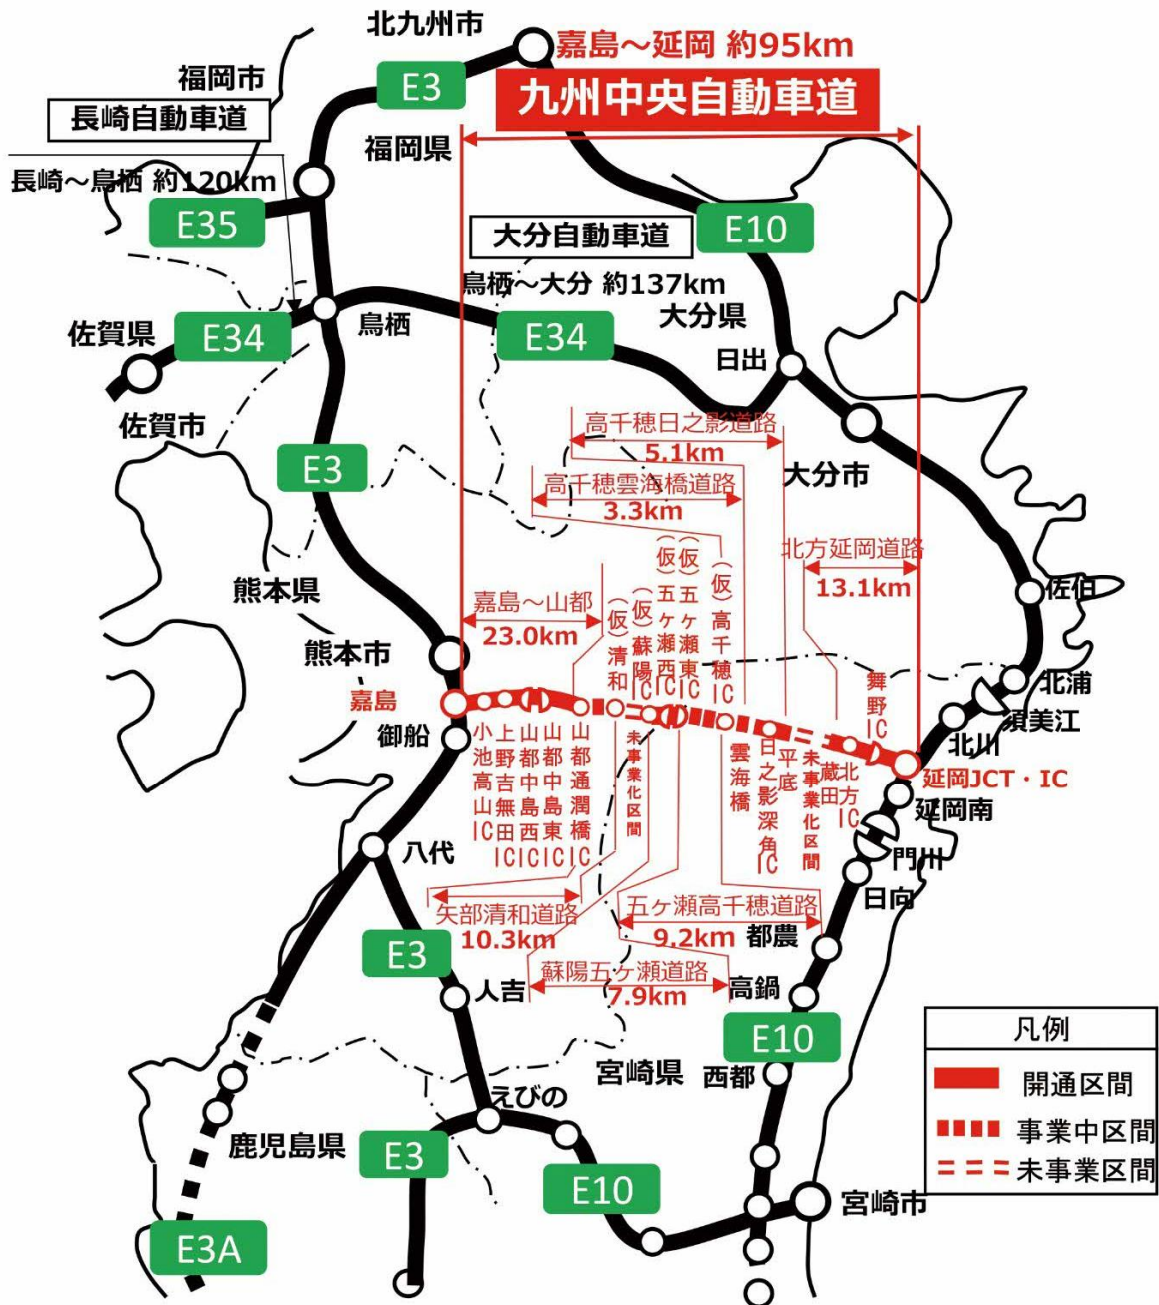 北九州市
嘉島～延岡 約95km
九州中央自動車道
福岡市
E3
長崎自動車道
福岡県
長崎～鳥栖 約120km
E35
大分自動車道
E10
鳥栖～大分 約137km
大分県
佐賀県
E34
鳥栖
E34
日出
佐賀市
高千穂日之影道路
5.1km
大分市
E3
高千穂雲海橋道路
3.3km
北方延岡道路
13.1km
佐伯
熊本県
嘉島～山都
23.0km
(仮)清和
(仮)蘇陽IC
(仮)五ヶ瀬西IC
(仮)五ヶ瀬東IC
(仮)高千穂IC
舞野IC
熊本市
嘉島
御船
北浦
須美江
北川
小池高山IC
上野吉無田IC
山都中島西IC
山都中島東IC
山都通潤橋IC
未事業化区間
雲海橋
日之影深角IC
平底
未事業化区間
蔵田
北方IC
延岡JCT・IC
延岡南
八代
門川
日向
矢部清和道路
10.3km
五ヶ瀬高千穂道路
9.2km
都農
E3
蘇陽五ヶ瀬道路
7.9km
人吉
高鍋
E10
宮崎県
西都
えびの
鹿児島県
E3
E10
宮崎市
E3A
凡例
開通区間
事業中区間
未事業区間